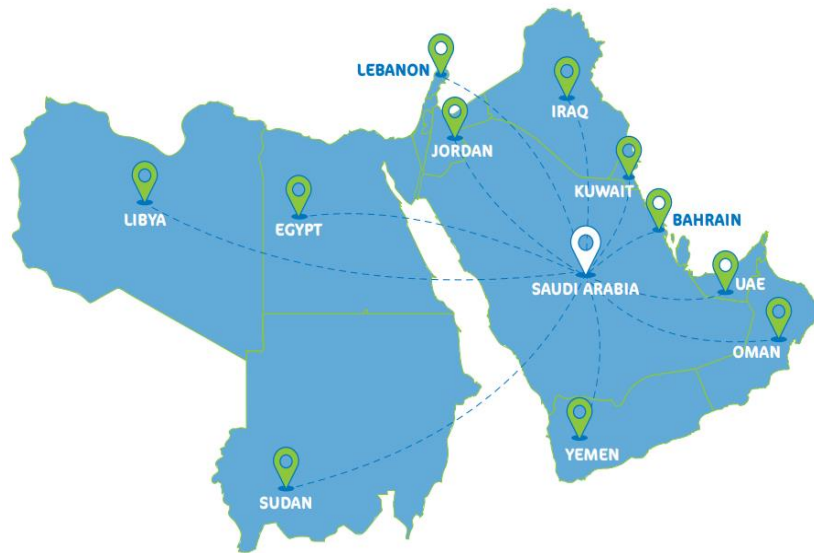 LEBANON
IRAQ
JORDAN
KUWAIT
LIBYA
EGYPT
BAHRAIN
SAUDI ARABIA
UAE
OMAN
YEMEN
SUDAN